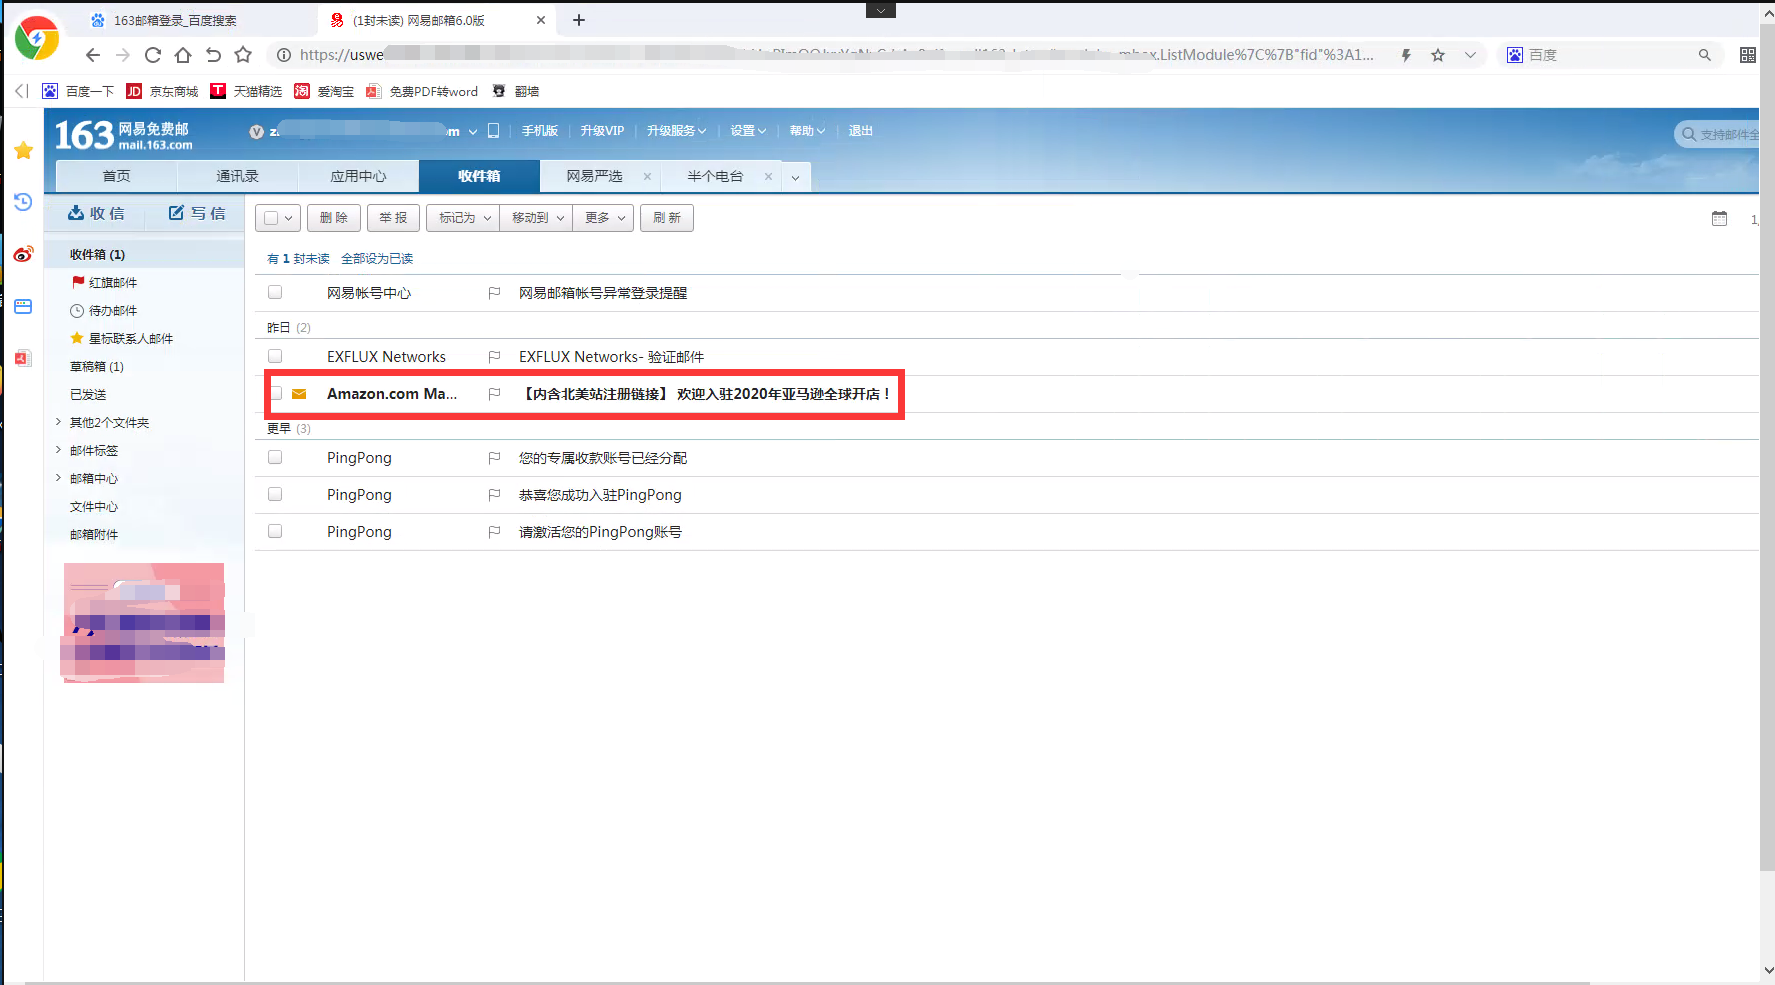 163邮箱登录_百度搜索
(1封未读) 网易邮箱6.0版
https://uswe
mbox.ListModule%7C%7B"fid"%3A1...
百度
百度一下 京东商城 天猫精选 爱淘宝 免费PDF转word 翻墙
163 网易免费邮
mail.163.com
手机版 升级VIP 升级服务 设置 帮助 退出
支持邮件全
首页 通讯录 应用中心 收件箱 网易严选 半个电台
收 信 写 信
删 除 举 报 标记为 移动到 更多 刷 新
有 1 封未读 全部设为已读
收件箱 (1)
红旗邮件
待办邮件
星标联系人邮件
草稿箱 (1)
已发送
其他2个文件夹
邮件标签
邮箱中心
文件中心
邮箱附件
网易帐号中心 网易邮箱帐号异常登录提醒
昨日 (2)
EXFLUX Networks EXFLUX Networks- 验证邮件
Amazon.com Ma... 【内含北美站注册链接】 欢迎入驻2020年亚马逊全球开店！
更早 (3)
PingPong 您的专属收款账号已经分配
PingPong 恭喜您成功入驻PingPong
PingPong 请激活您的PingPong账号